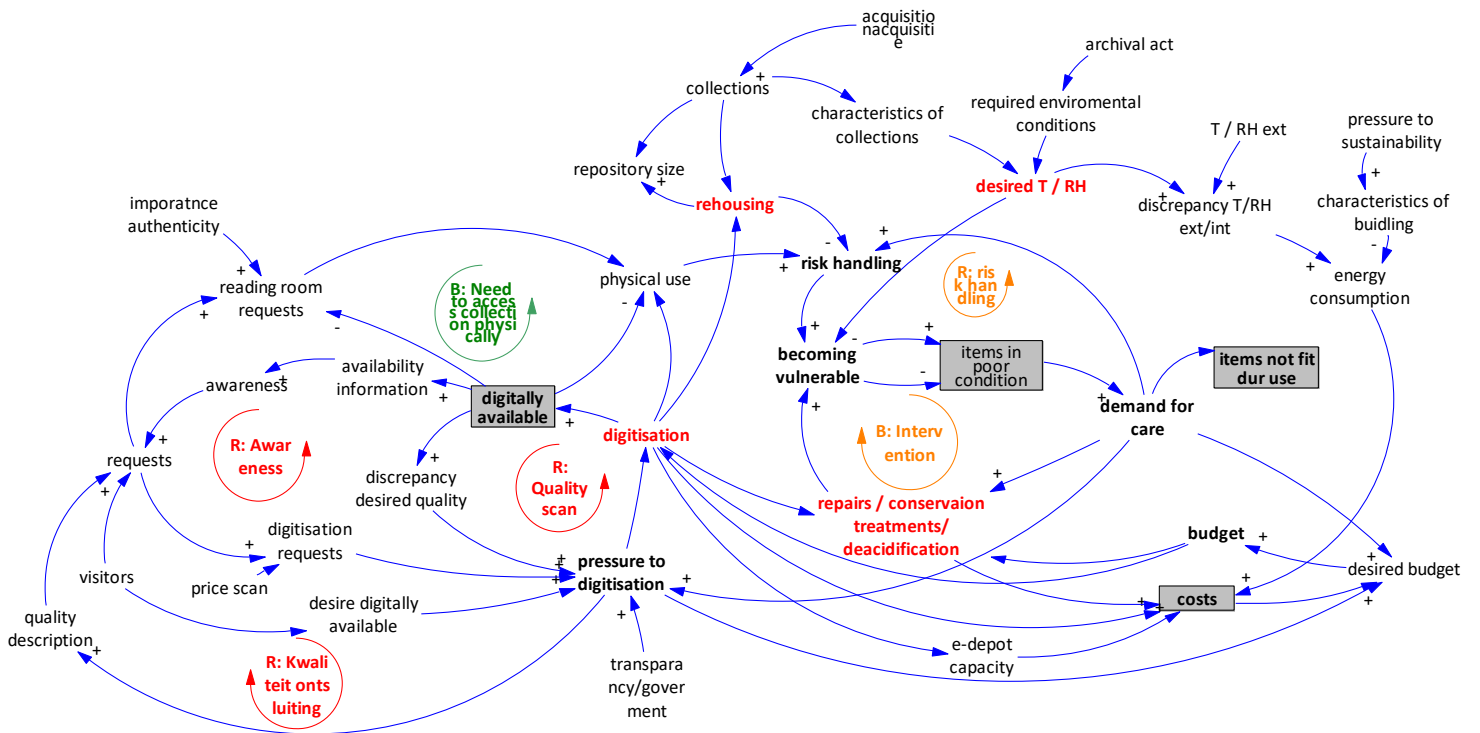 acquisitio
nacquisiti
e
archival act
collections
characteristics of
collections
required enviromental
conditions
T / RH ext
pressure to
sustainability
repository size
rehousing
desired T / RH
discrepancy T/RH
ext/int
characteristics of
buidling
imporatnce
authenticity
reading room
requests
physical use
risk handling
R: ris
k han
dling
energy
consumption
B: Need
to acces
s collecti
on physi
cally
availability
information
awareness
becoming
vulnerable
items in
poor
condition
items not fit
dur use
digitally
available
demand for
care
R: Awar
eness
requests
digitisation
B: Interv
ention
discrepancy
desired quality
R:
Quality
scan
repairs / conservaion
treatments/
deacidification
digitisation
requests
price scan
visitors
pressure to
digitisation
budget
desired budget
costs
quality
description
desire digitally
available
e-depot
capacity
R: Kwali
teit onts
luiting
transpara
ncy/gover
ment